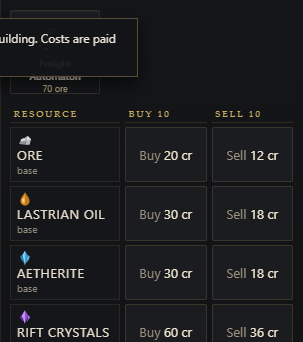 uilding. Costs are paid
Freight
Automaton
70 ore
RESOURCE BUY 10 SELL 10
ORE
base
Buy 20 cr
Sell 12 cr
LASTRIAN OIL
base
Buy 30 cr
Sell 18 cr
AETHERITE
base
Buy 30 cr
Sell 18 cr
RIFT CRYSTALS
Buy 60 cr
Sell 36 cr